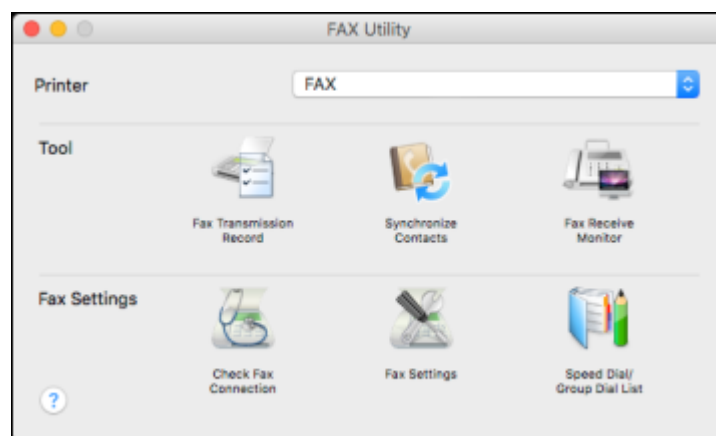 FAX Utility
Printer
FAX
Tool
Fax Transmission
Record
Synchronize
Contacts
Fax Receive
Monitor
Fax Settings
Check Fax
Connection
Fax Settings
Speed Dial/
Group Dial List
?